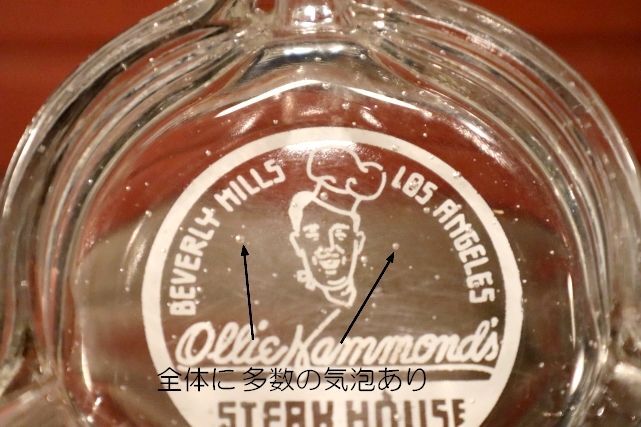 BEVERLY HILLS
LOS ANGELES
Ollie Hammond's
全体に多数の気泡あり
STEAK HOUSE